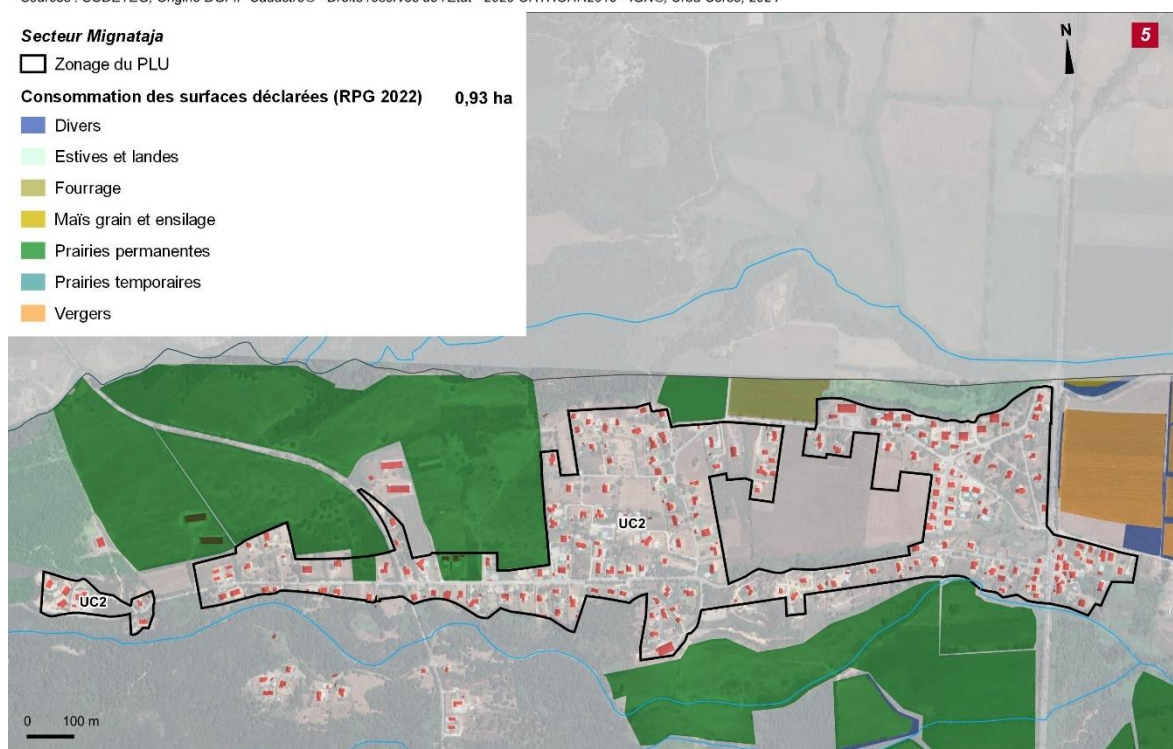 Secteur Mignataja
Zonage du PLU
Consommation des surfaces déclarées (RPG 2022) 0,93 ha
Divers
Estives et landes
Fourrage
Maïs grain et ensilage
Prairies permanentes
Prairies temporaires
Vergers
N
5
UC2
UC2
0 100 m